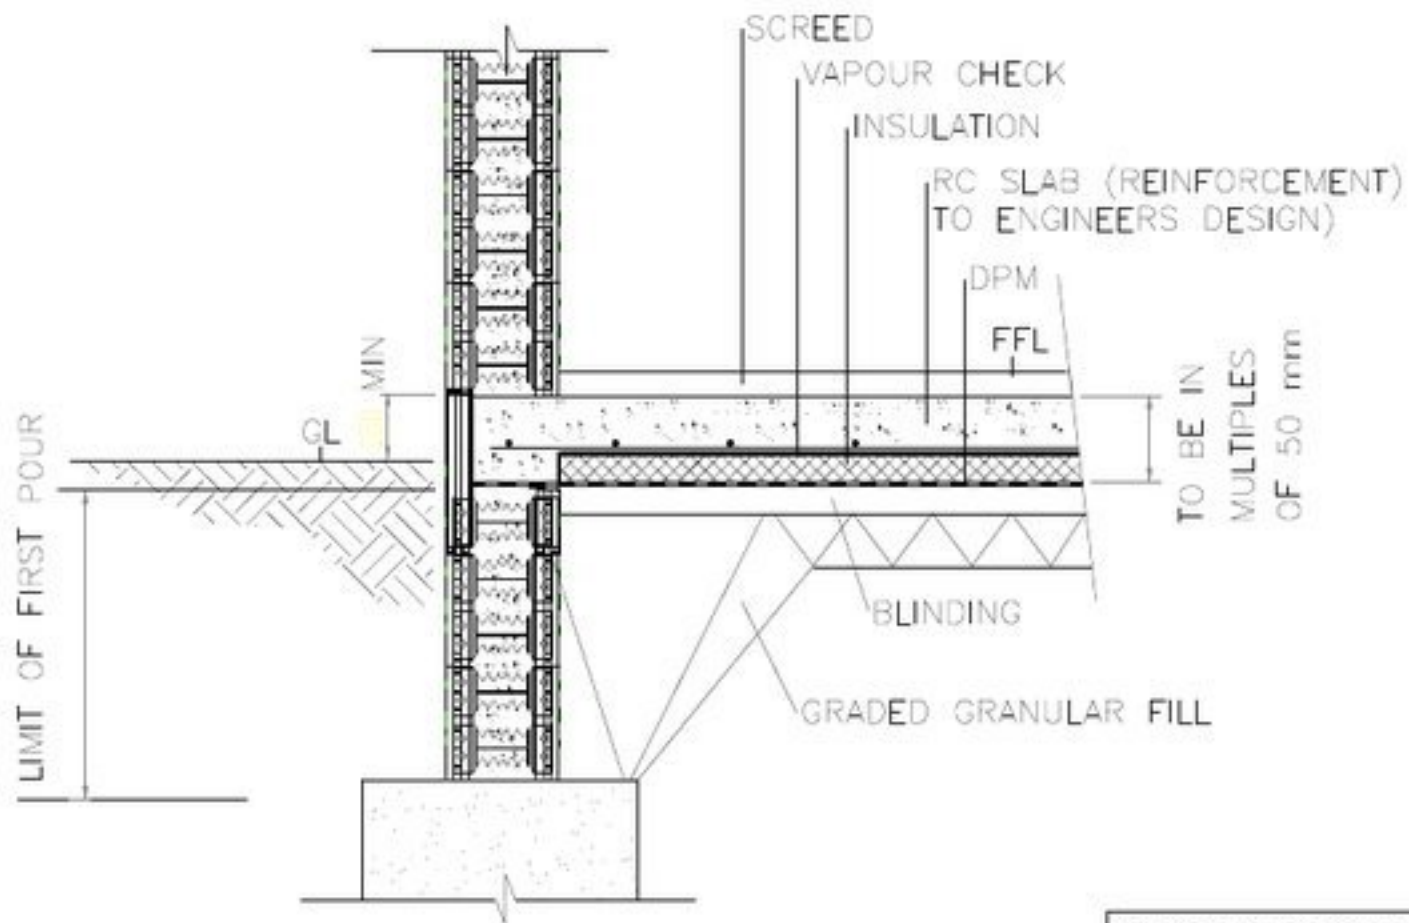 SCREED
VAPOUR CHECK
INSULATION
RC SLAB (REINFORCEMENT)
TO ENGINEERS DESIGN)
DPM
FFL
MIN
GL
LIMIT OF FIRST POUR
TO BE IN
MULTIPLES
OF 50 mm
BLINDING
GRADED GRANULAR FILL